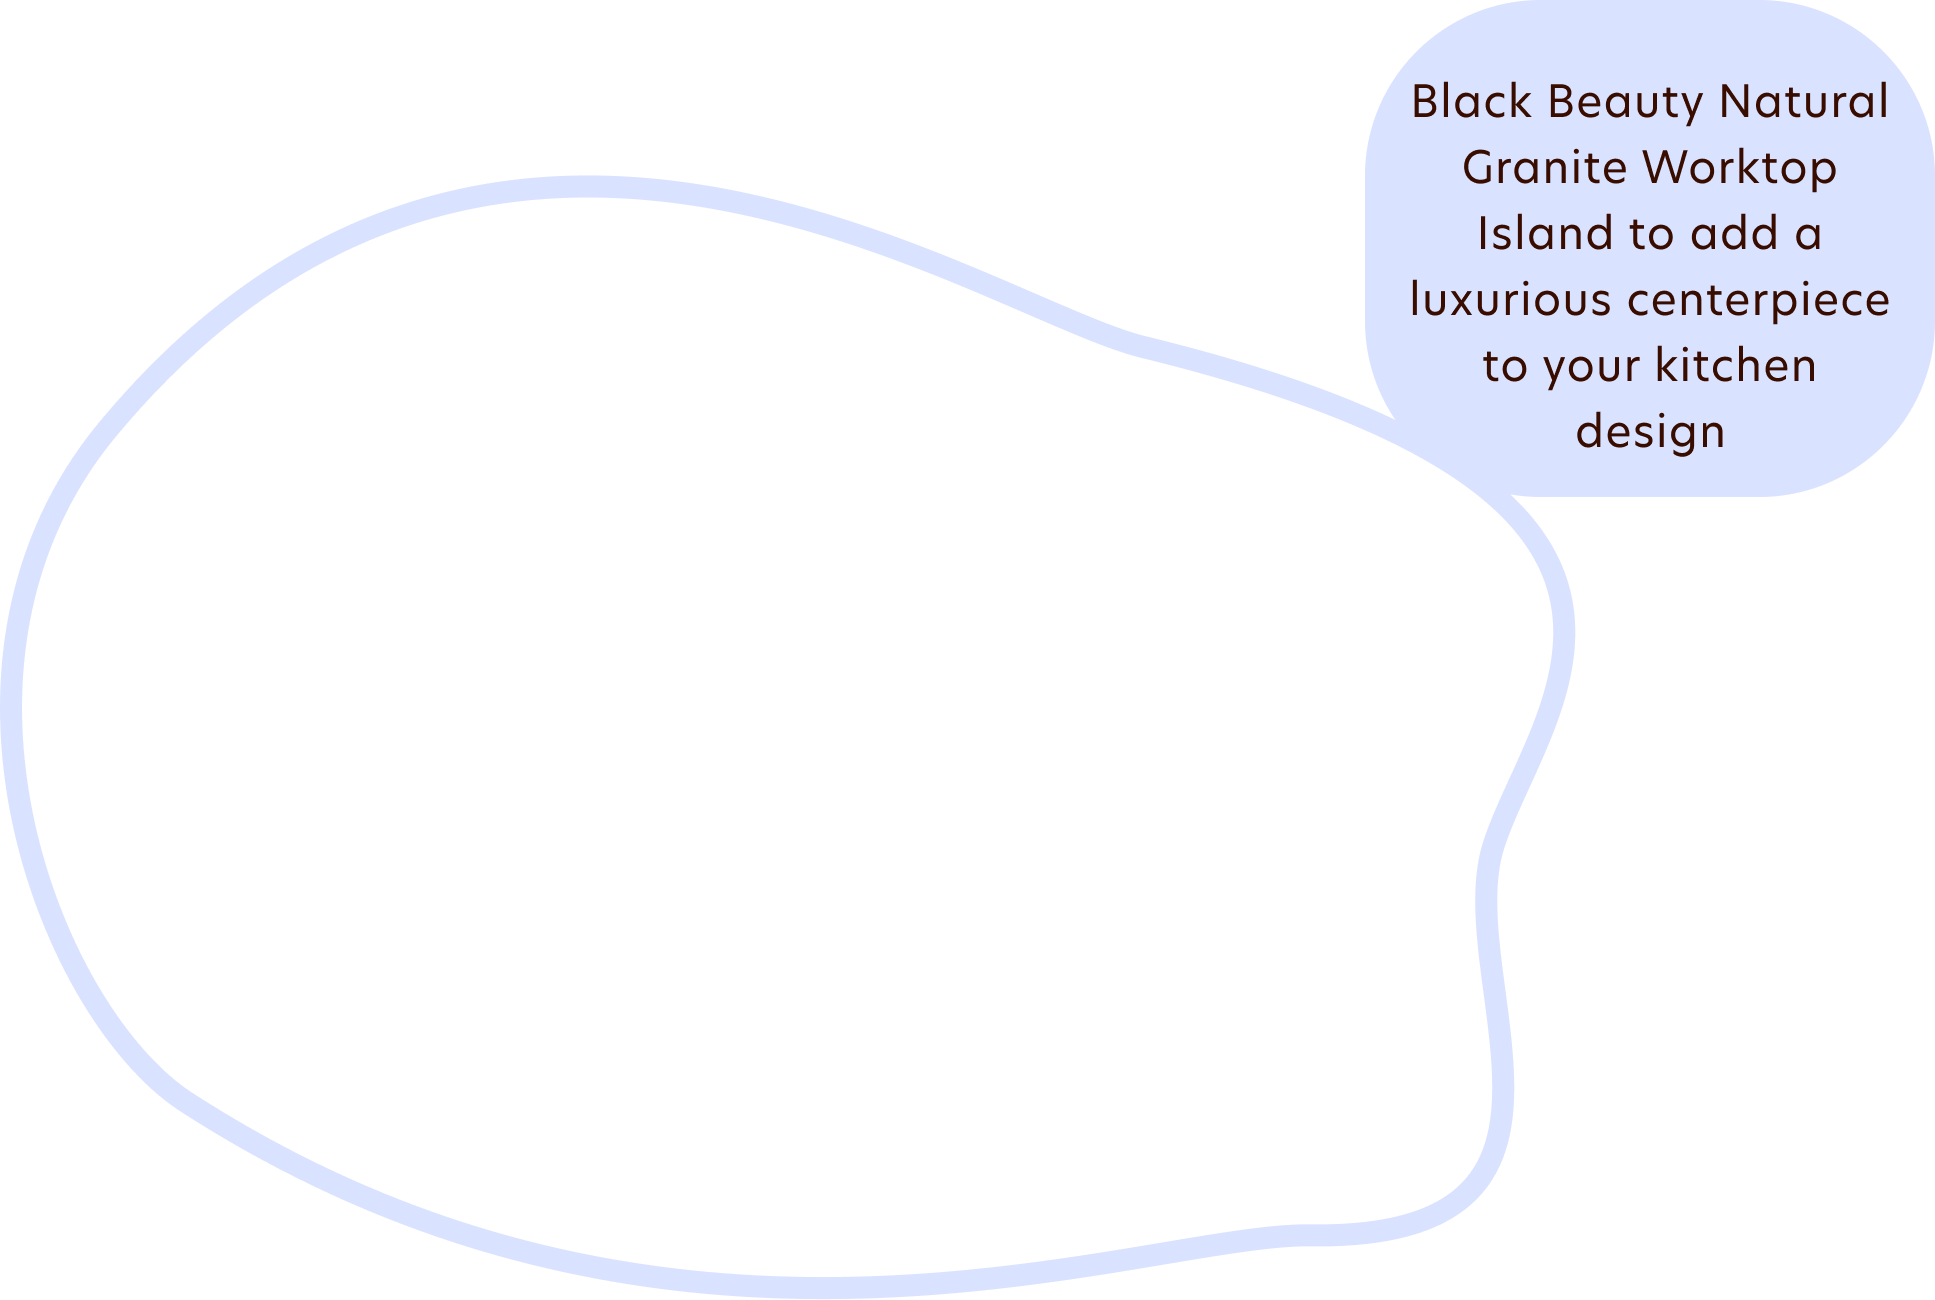 Black Beauty Natural
Granite Worktop
Island to add a
luxurious centerpiece
to your kitchen
design